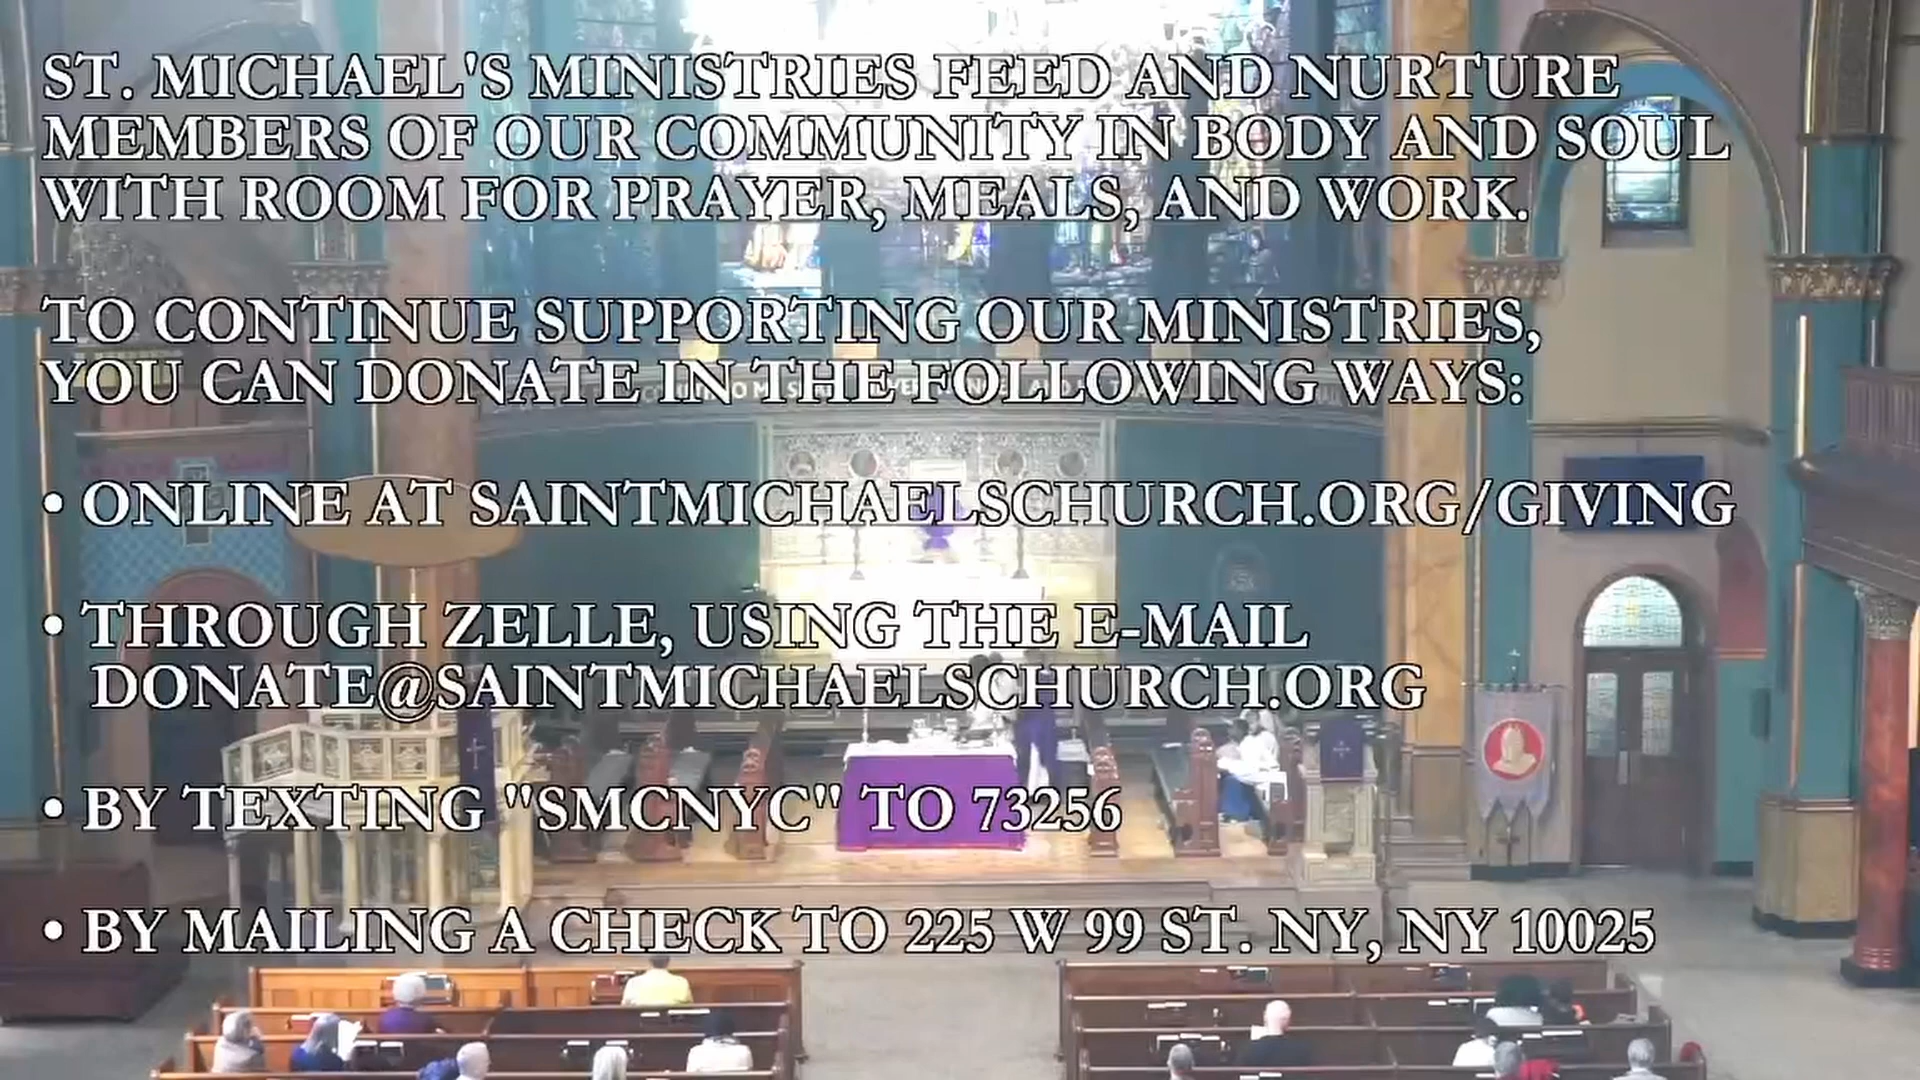 ST. MICHAEL'S MINISTRIES FEED AND NURTURE
MEMBERS OF OUR COMMUNITY IN BODY AND SOUL
WITH ROOM FOR PRAYER, MEALS, AND WORK.
TO CONTINUE SUPPORTING OUR MINISTRIES,
YOU CAN DONATE IN THE FOLLOWING WAYS:
• ONLINE AT SAINTMICHAELSCHURCH.ORG/GIVING
• THROUGH ZELLE, USING THE E-MAIL
DONATE@SAINTMICHAELSCHURCH.ORG
• BY TEXTING "SMCNYC" TO 73256
• BY MAILING A CHECK TO 225 W 99 ST. NY, NY 10025